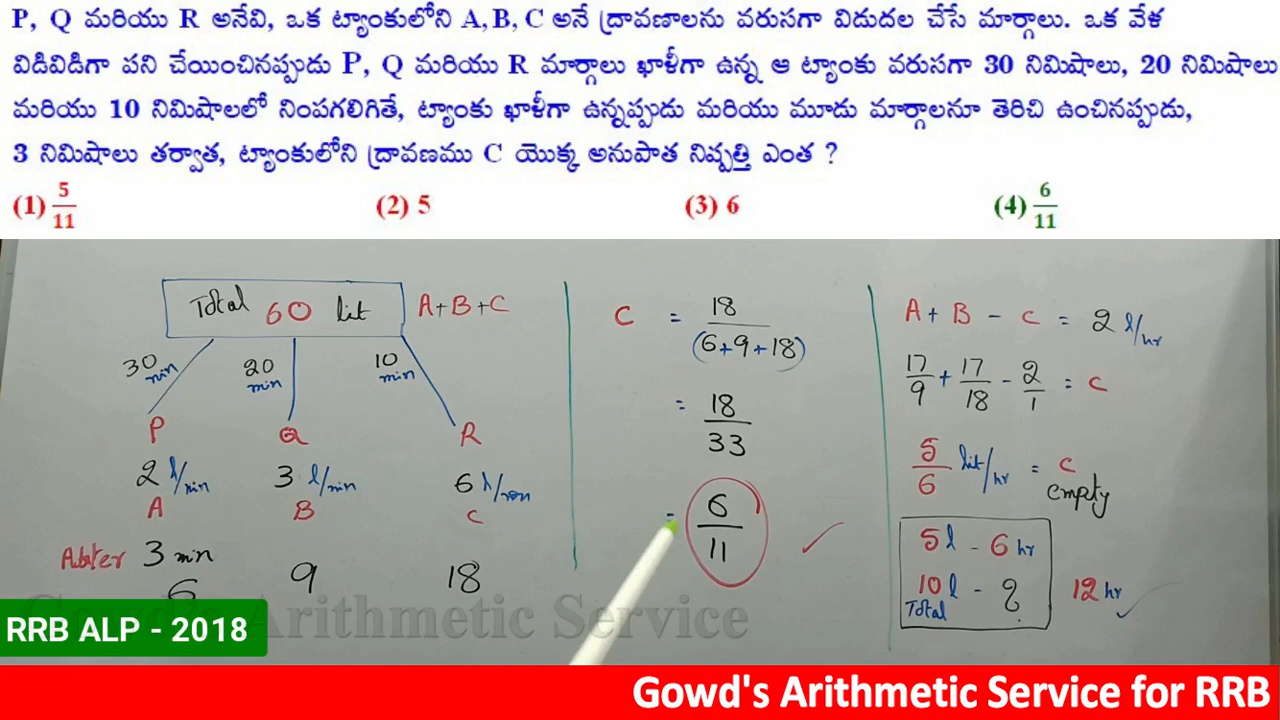 P, Q మరియు R అనేవి, ఒక ట్యాంకులోని A, B, C అనే ద్రావణాలను వరుసగా విడుదల చేసే మార్గాలు. ఒక వేళ
విడివిడిగా పని చేయించినప్పుడు P, Q మరియు R మార్గాలు ఖాళీగా ఉన్న ఆ ట్యాంకు వరుసగా 30 నిమిషాలు, 20 నిమిషాలు
మరియు 10 నిమిషాలలో నింపగలిగితే, ట్యాంకు ఖాళీగా ఉన్నప్పుడు మరియు మూడు మార్గాలనూ తెరిచి ఉంచినప్పుడు,
3 నిమిషాలు తర్వాత, ట్యాంకులోని ద్రావణము C యొక్క అనుపాత నిష్పత్తి ఎంత ?
(1) 5/11 (2) 5 (3) 6 (4) 6/11
Total 60 lit A+B+C
30 min 20 min 10 min
P Q R
2 l/min 3 l/min 6 l/min
A B C
3 min
6 9 18
C = 18/(6+9+18)
= 18/33
= 6/11
A + B - C = 2 l/hr
17/9 + 17/18 - 2/1 = C
5/6 lit/hr = C
empty
5l - 6 hr
10l - ? 12 hr
Total
Gowd's Arithmetic Service
RRB ALP - 2018
Gowd's Arithmetic Service for RRB